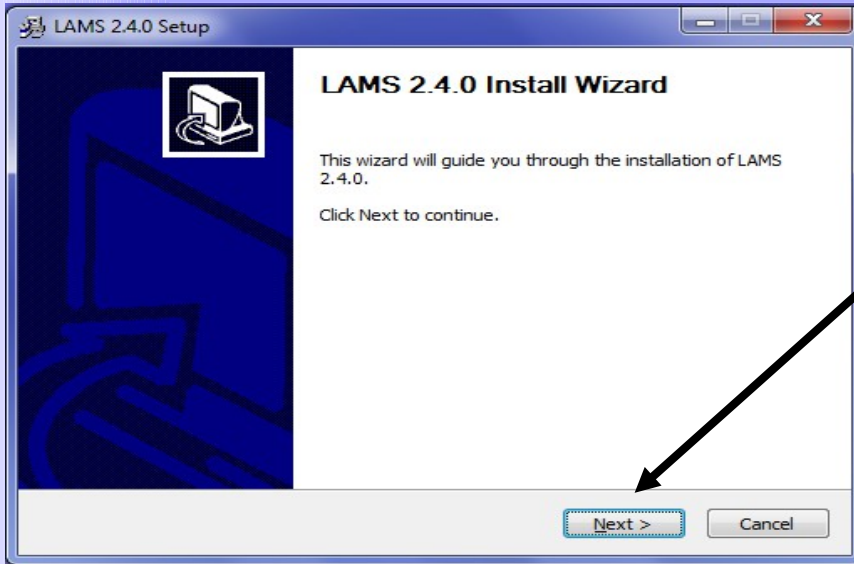 LAMS 2.4.0 Setup
LAMS 2.4.0 Install Wizard
This wizard will guide you through the installation of LAMS
2.4.0.
Click Next to continue.
Next > Cancel